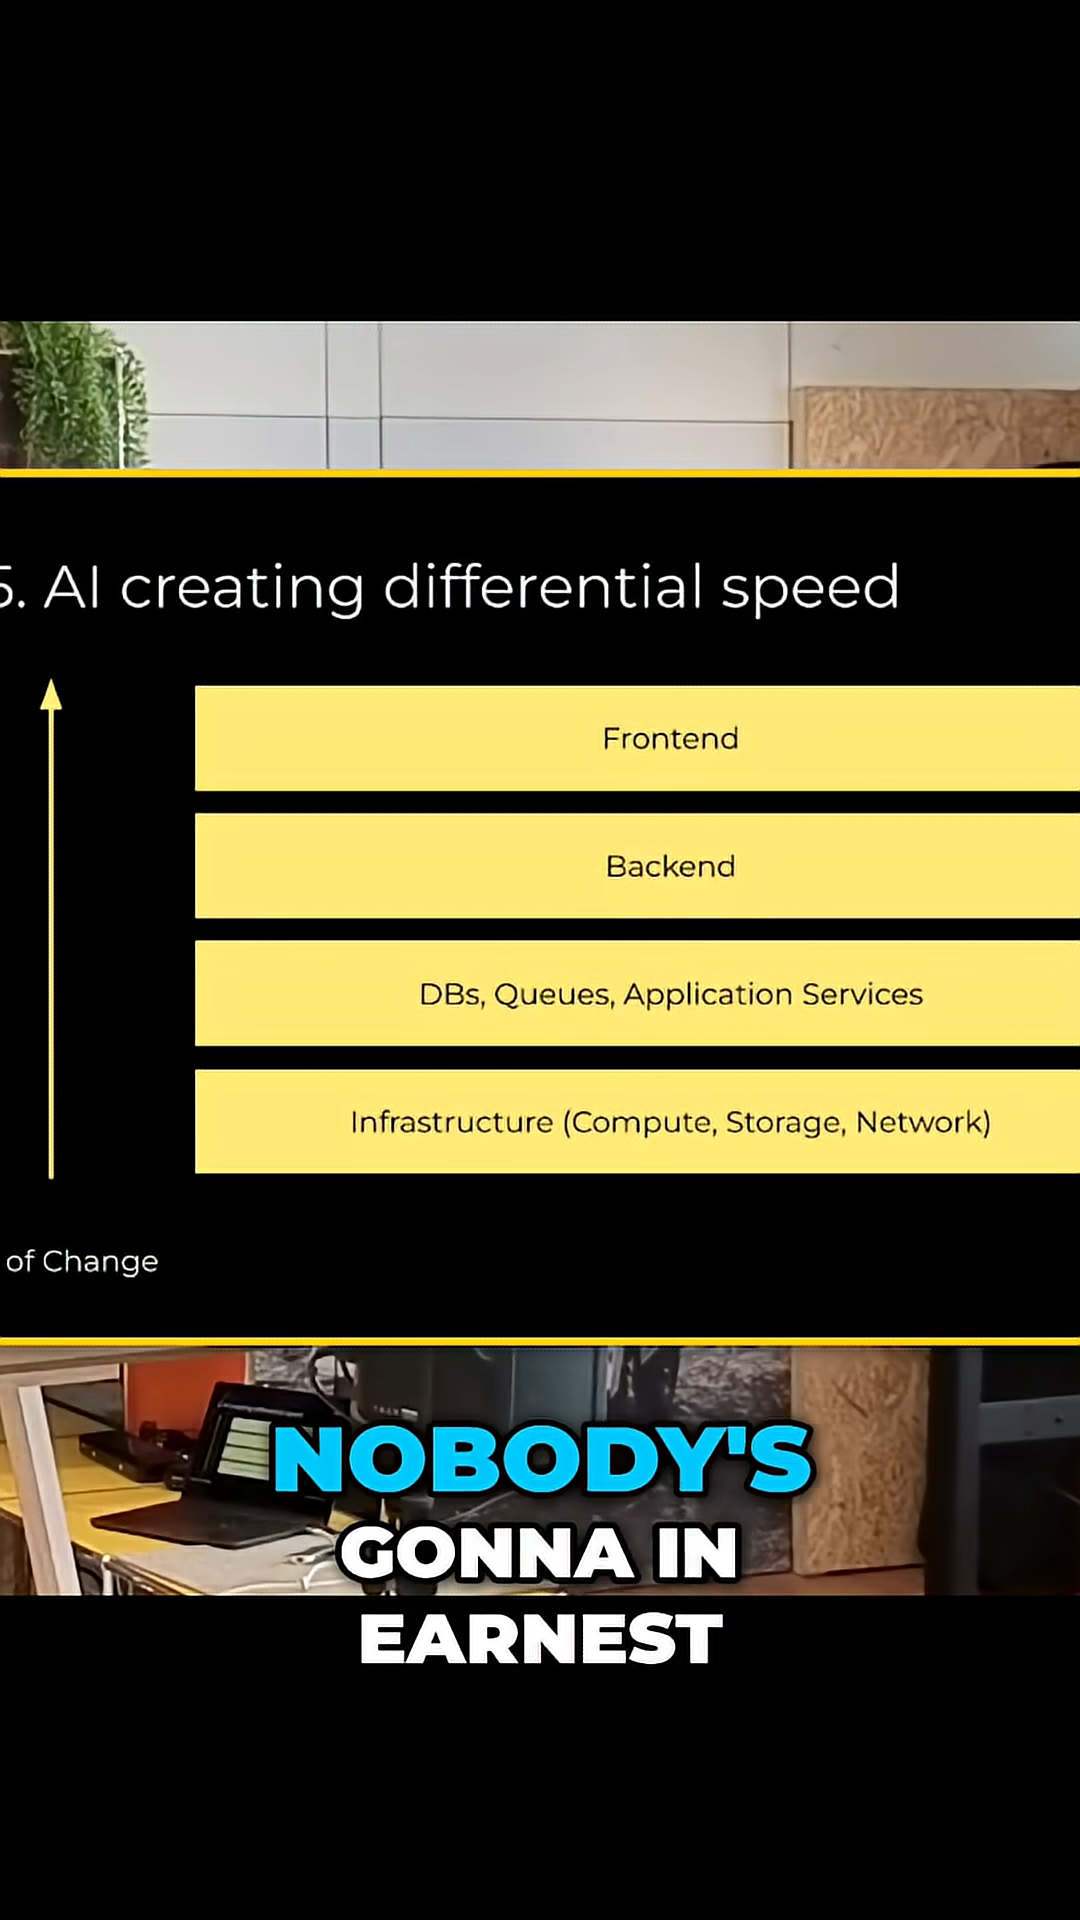 5. AI creating differential speed
Frontend
Backend
DBs, Queues, Application Services
Infrastructure (Compute, Storage, Network)
of Change
NOBODY'S
GONNA IN
EARNEST